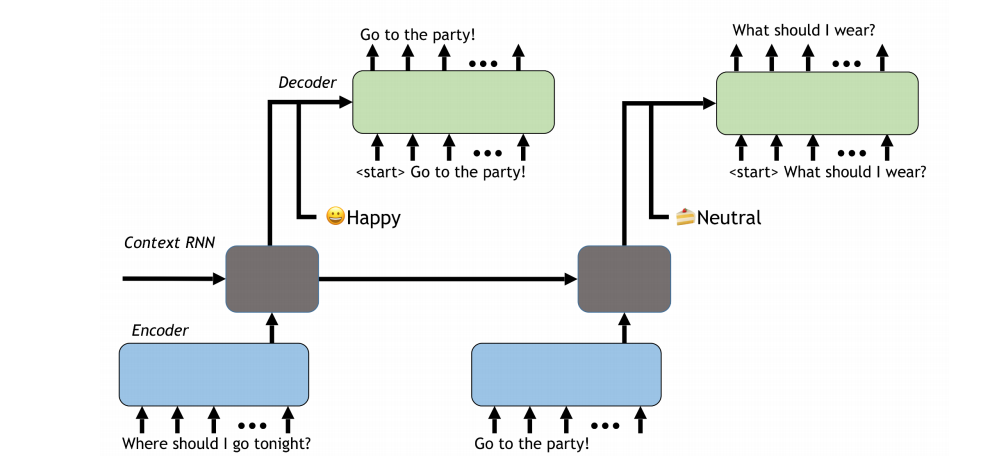 Go to the party!
What should I wear?
Decoder
<start> Go to the party!
<start> What should I wear?
😀Happy
🍰Neutral
Context RNN
Encoder
Where should I go tonight?
Go to the party!